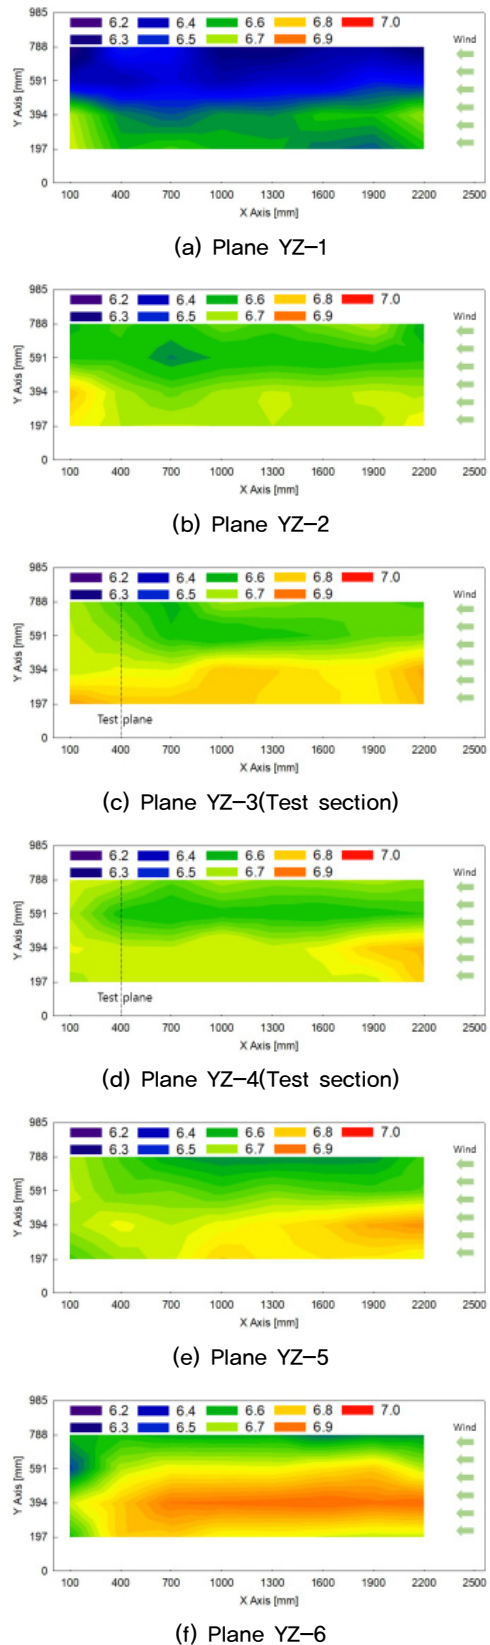 6.2 6.4 6.6 6.8 7.0
6.3 6.5 6.7 6.9
Wind
985
788
591
394
197
0
Y Axis [mm]
100 400 700 1000 1300 1600 1900 2200 2500
X Axis [mm]
(a) Plane YZ-1
6.2 6.4 6.6 6.8 7.0
6.3 6.5 6.7 6.9
Wind
985
788
591
394
197
0
Y Axis [mm]
100 400 700 1000 1300 1600 1900 2200 2500
X Axis [mm]
(b) Plane YZ-2
6.2 6.4 6.6 6.8 7.0
6.3 6.5 6.7 6.9
Wind
985
788
591
394
197
0
Y Axis [mm]
Test plane
100 400 700 1000 1300 1600 1900 2200 2500
X Axis [mm]
(c) Plane YZ-3(Test section)
6.2 6.4 6.6 6.8 7.0
6.3 6.5 6.7 6.9
Wind
985
788
591
394
197
0
Y Axis [mm]
Test plane
100 400 700 1000 1300 1600 1900 2200 2500
X Axis [mm]
(d) Plane YZ-4(Test section)
6.2 6.4 6.6 6.8 7.0
6.3 6.5 6.7 6.9
Wind
985
788
591
394
197
0
Y Axis [mm]
100 400 700 1000 1300 1600 1900 2200 2500
X Axis [mm]
(e) Plane YZ-5
6.2 6.4 6.6 6.8 7.0
6.3 6.5 6.7 6.9
Wind
985
788
591
394
197
0
Y Axis [mm]
100 400 700 1000 1300 1600 1900 2200 2500
X Axis [mm]
(f) Plane YZ-6